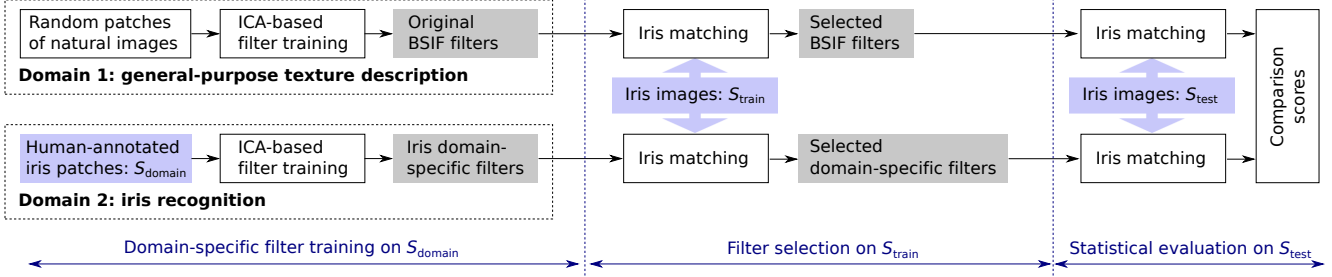 Random patches
of natural images
ICA-based
filter training
Original
BSIF filters
Iris matching
Selected
BSIF filters
Iris matching
Domain 1: general-purpose texture description
Iris images: Strain
Iris images: Stest
Comparison
scores
Human-annotated
iris patches: Sdomain
ICA-based
filter training
Iris domain-
specific filters
Iris matching
Selected
domain-specific filters
Iris matching
Domain 2: iris recognition
Domain-specific filter training on Sdomain
Filter selection on Strain
Statistical evaluation on Stest